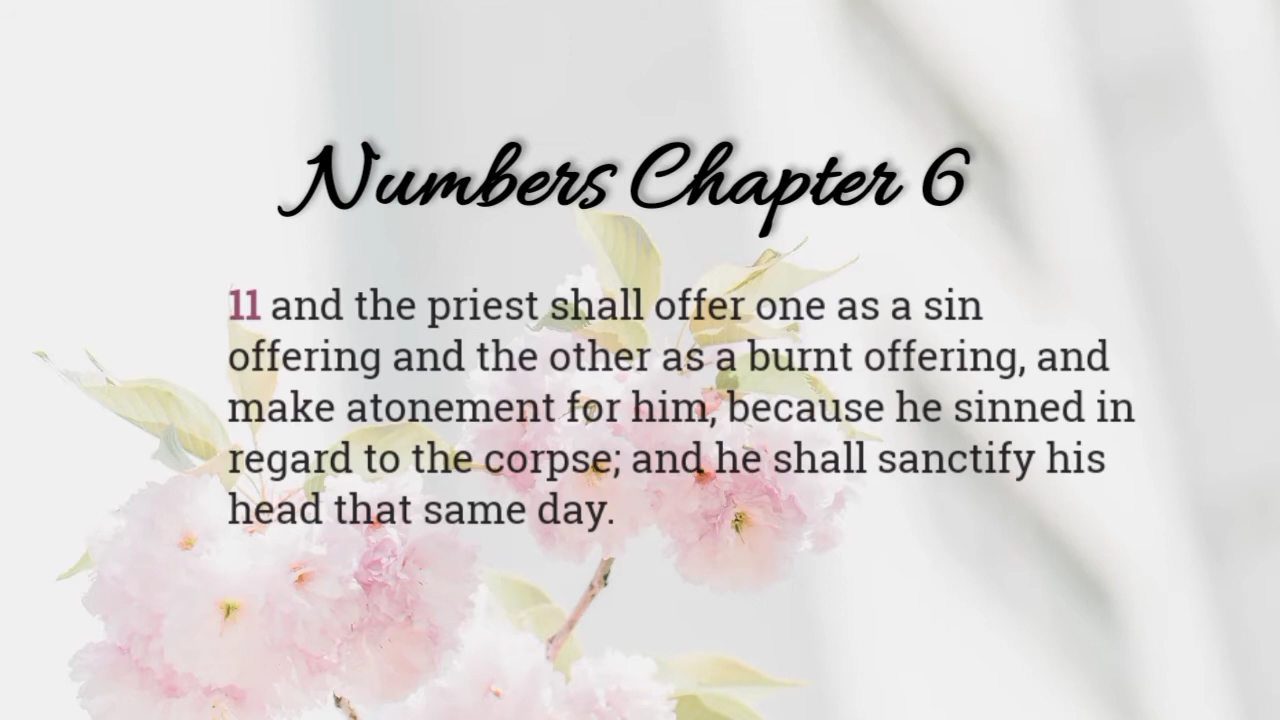 Numbers Chapter 6
11 and the priest shall offer one as a sin
offering and the other as a burnt offering, and
make atonement for him, because he sinned in
regard to the corpse; and he shall sanctify his
head that same day.